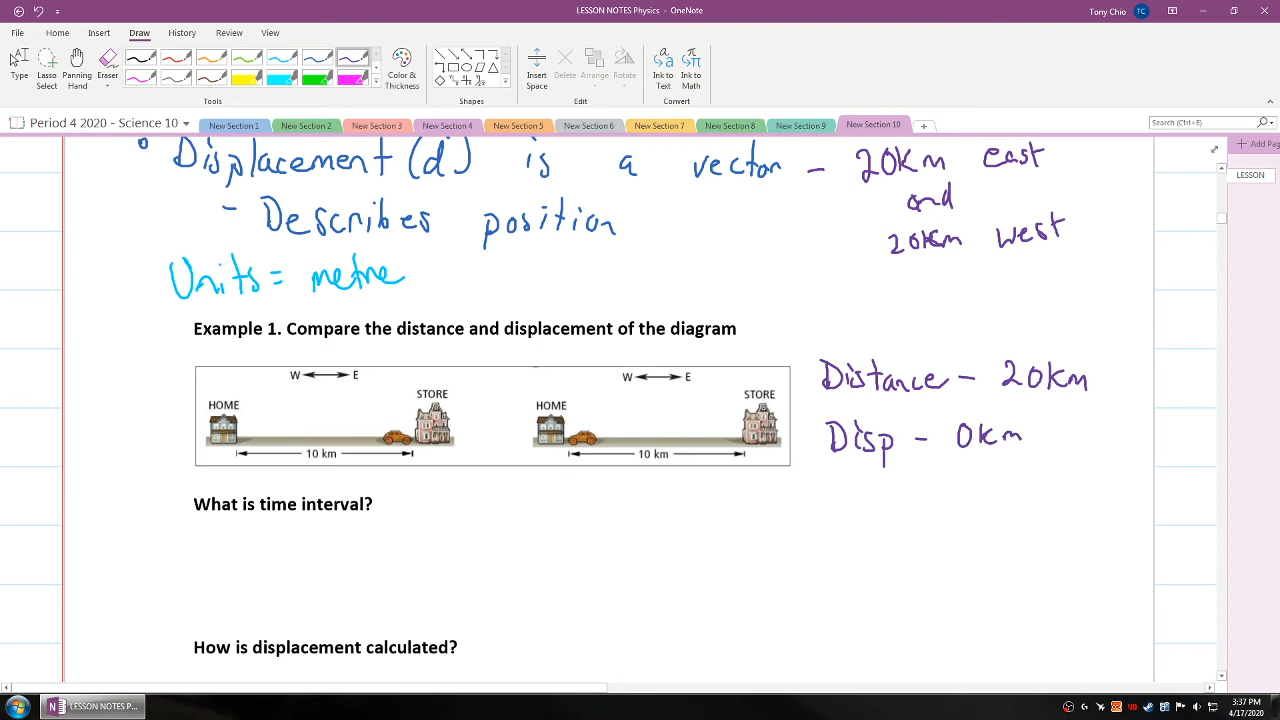 LESSON NOTES Physics - OneNote
Tony Chio TC
File Home Insert Draw History Review View
Type Lasso Select Panning Hand Eraser Color & Thickness Insert Space Delete Arrange Rotate Ink to Text Ink to Math
Tools Shapes Edit Convert
Period 4 2020 - Science 10 New Section 1 New Section 2 New Section 3 New Section 4 New Section 5 New Section 6 New Section 7 New Section 8 New Section 9 New Section 10 Search (Ctrl+E)
Add Pag
LESSON
Displacement (d) is a vector - 20km east
and
- Describes position
20km west
Units = metre
Example 1. Compare the distance and displacement of the diagram
W E W E
HOME STORE HOME STORE
10 km 10 km
Distance - 20km
Disp - 0km
What is time interval?
How is displacement calculated?
LESSON NOTES P...
3:37 PM
4/17/2020